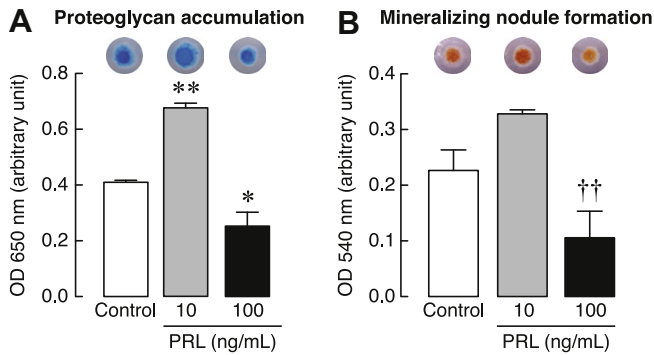 A Proteoglycan accumulation
OD 650 nm (arbitrary unit)
0.8
0.6
0.4
0.2
0.0
**
*
Control 10 100
PRL (ng/mL)
B Mineralizing nodule formation
OD 540 nm (arbitrary unit)
0.4
0.3
0.2
0.1
0.0
††
Control 10 100
PRL (ng/mL)